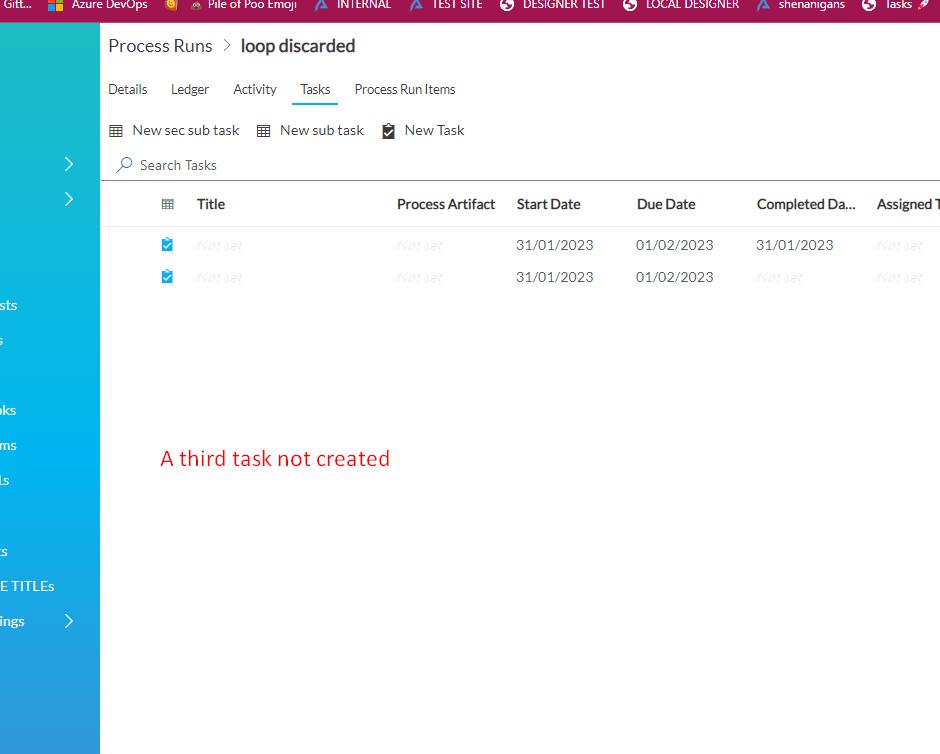 Gitt... Azure DevOps Pile of Poo Emoji INTERNAL TEST SITE DESIGNER TEST LOCAL DESIGNER shenanigans Tasks
Process Runs > loop discarded
Details Ledger Activity Tasks Process Run Items
New sec sub task New sub task New Task
Search Tasks
Title Process Artifact Start Date Due Date Completed Da... Assigned T
Not set Not set 31/01/2023 01/02/2023 31/01/2023 Not set
Not set Not set 31/01/2023 01/02/2023 Not set Not set
A third task not created
sts
s
oks
ms
ls
ts
E TITLEs
ings